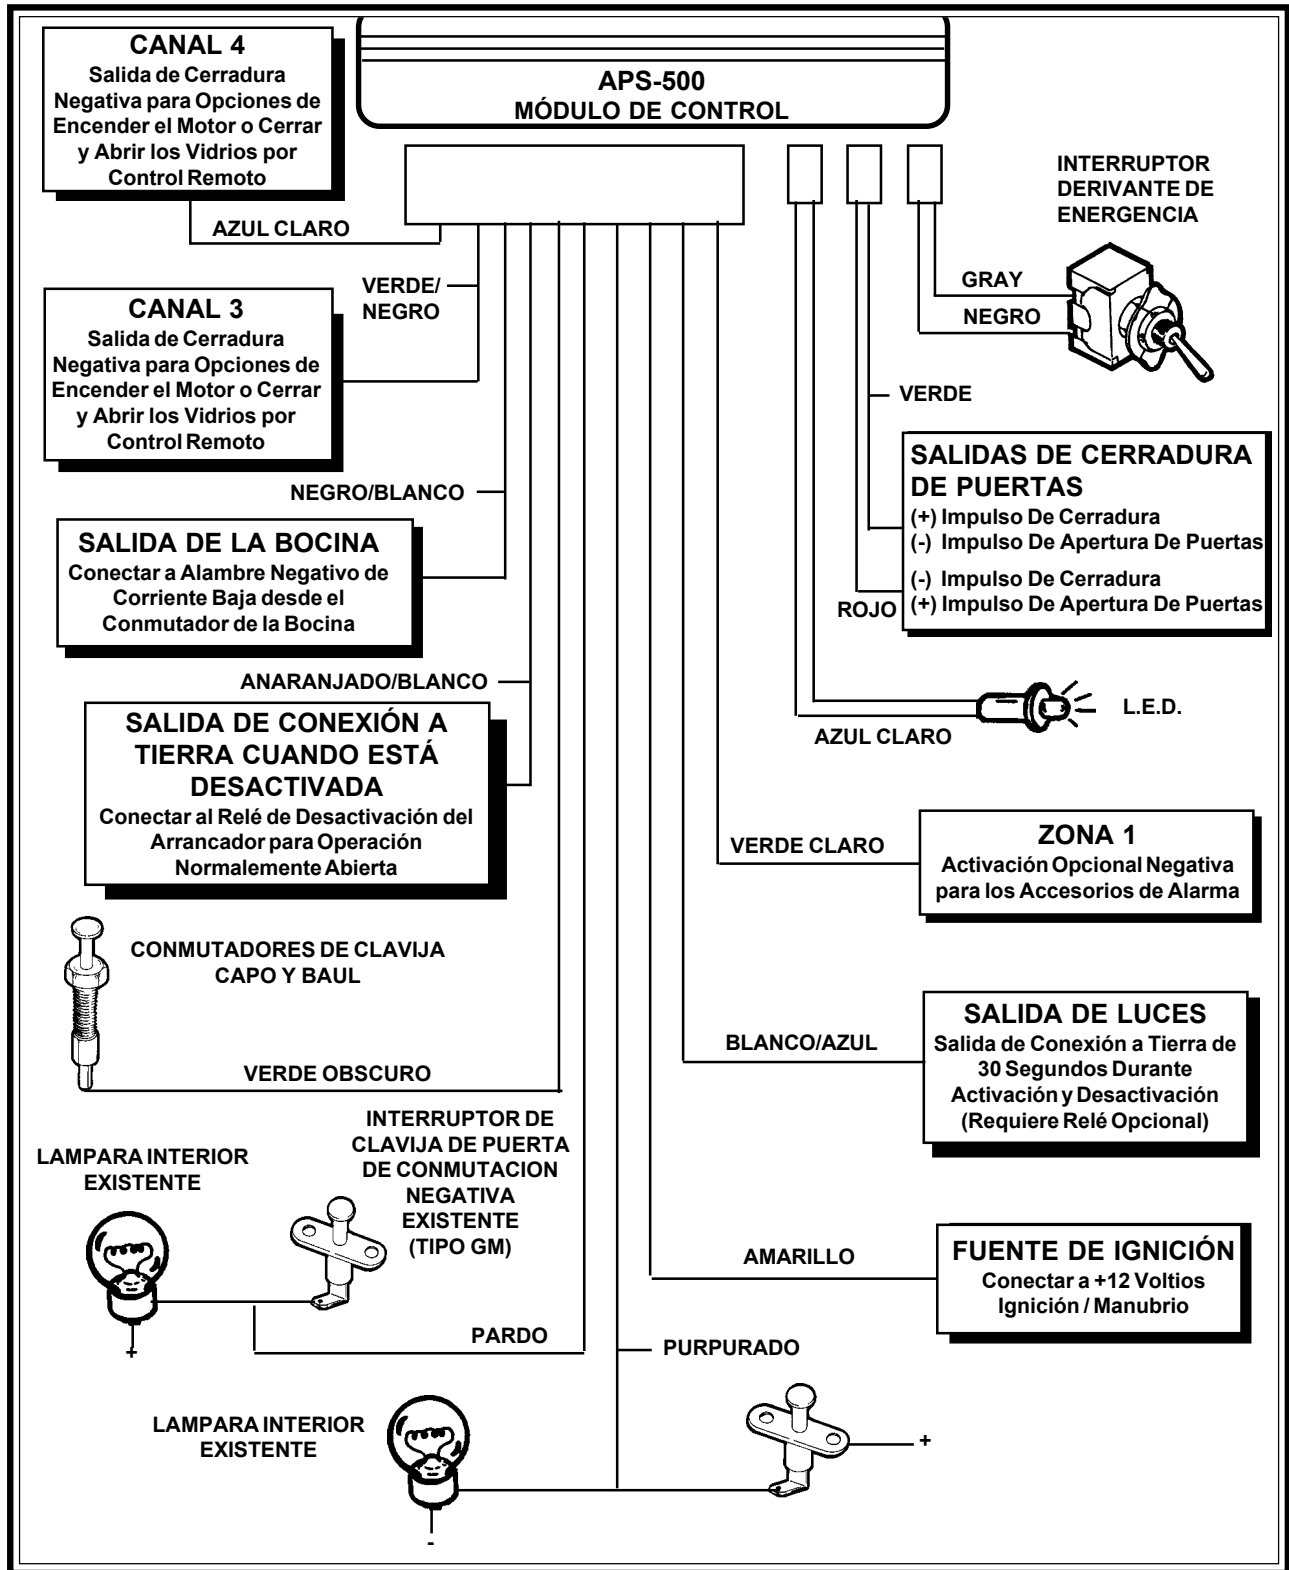 CANAL 4
Salida de Cerradura
Negativa para Opciones de
Encender el Motor o Cerrar
y Abrir los Vidrios por
Control Remoto
APS-500
MÓDULO DE CONTROL
INTERRUPTOR
DERIVANTE DE
ENERGENCIA
AZUL CLARO
VERDE/
NEGRO
GRAY
NEGRO
CANAL 3
Salida de Cerradura
Negativa para Opciones de
Encender el Motor o Cerrar
y Abrir los Vidrios por
Control Remoto
VERDE
SALIDAS DE CERRADURA
DE PUERTAS
(+) Impulso De Cerradura
(-) Impulso De Apertura De Puertas
(-) Impulso De Cerradura
(+) Impulso De Apertura De Puertas
ROJO
NEGRO/BLANCO
SALIDA DE LA BOCINA
Conectar a Alambre Negativo de
Corriente Baja desde el
Conmutador de la Bocina
ANARANJADO/BLANCO
L.E.D.
AZUL CLARO
SALIDA DE CONEXIÓN A
TIERRA CUANDO ESTÁ
DESACTIVADA
Conectar al Relé de Desactivación del
Arrancador para Operación
Normalemente Abierta
VERDE CLARO
ZONA 1
Activación Opcional Negativa
para los Accesorios de Alarma
CONMUTADORES DE CLAVIJA
CAPO Y BAUL
VERDE OBSCURO
BLANCO/AZUL
SALIDA DE LUCES
Salida de Conexión a Tierra de
30 Segundos Durante
Activación y Desactivación
(Requiere Relé Opcional)
INTERRUPTOR DE
CLAVIJA DE PUERTA
DE CONMUTACION
NEGATIVA
EXISTENTE
(TIPO GM)
LAMPARA INTERIOR
EXISTENTE
+
PARDO
AMARILLO
FUENTE DE IGNICIÓN
Conectar a +12 Voltios
Ignición / Manubrio
PURPURADO
LAMPARA INTERIOR
EXISTENTE
-
+